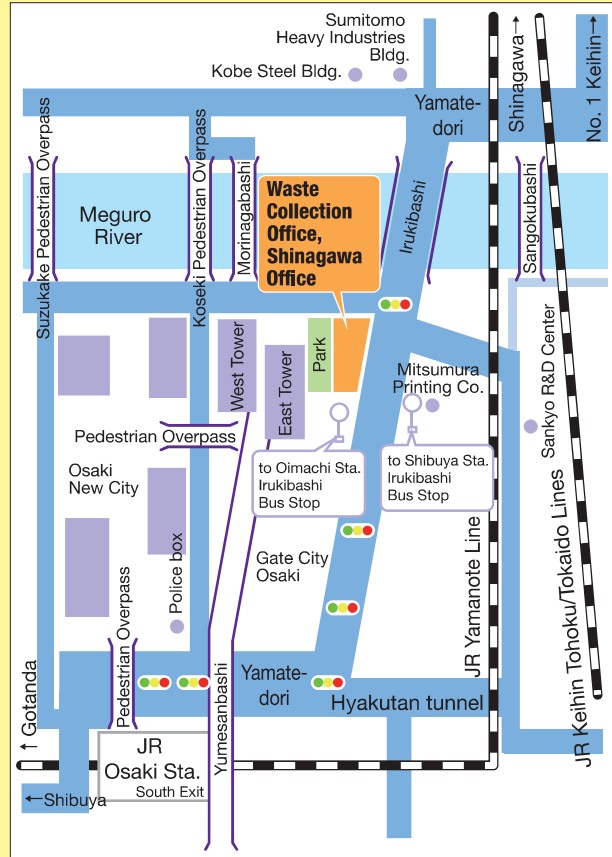 Sumitomo
Heavy Industries
Bldg.
Kobe Steel Bldg.
Yamate-
dori
Shinagawa→
No. 1 Keihin→
Suzukake Pedestrian Overpass
Meguro
River
Koseki Pedestrian Overpass
Morinagabashi
Waste
Collection
Office,
Shinagawa
Office
Irukibashi
Sangokubashi
West Tower
East Tower
Park
Mitsumura
Printing Co.
Sankyo R&D Center
Pedestrian Overpass
Osaki
New City
to Oimachi Sta.
Irukibashi
Bus Stop
to Shibuya Sta.
Irukibashi
Bus Stop
Police box
Gate City
Osaki
JR Yamanote Line
JR Keihin Tohoku/Tokaido Lines
Pedestrian Overpass
Yamate-
dori
Hyakutan tunnel
Yumesanbashi
↑ Gotanda
JR
Osaki Sta.
South Exit
←Shibuya